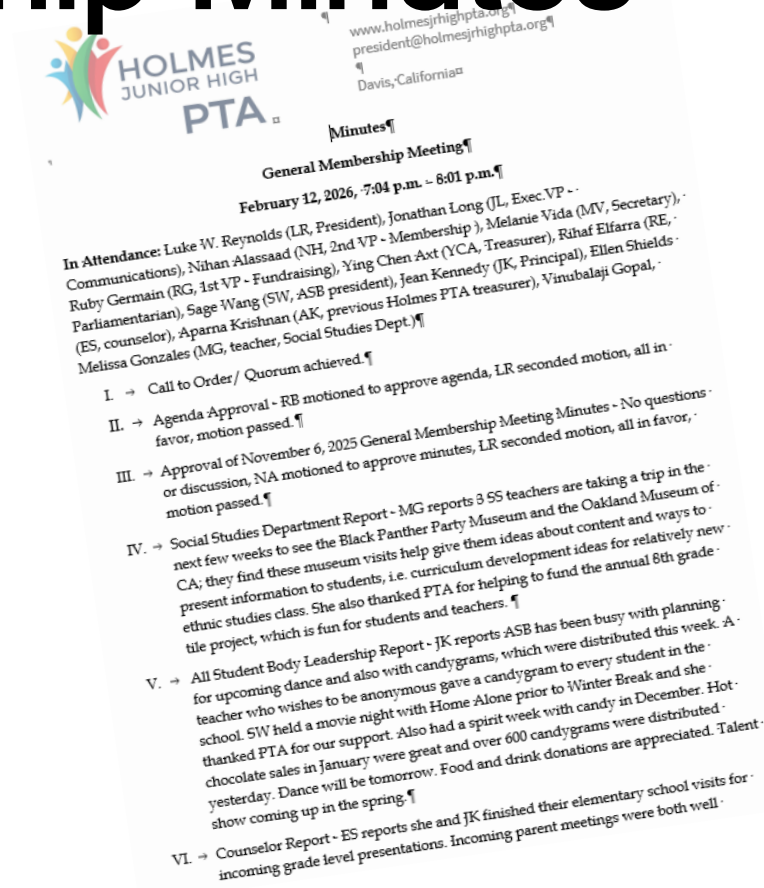 hip Minutes
HOLMES
JUNIOR HIGH
PTA
www.holmesjrhighpta.org¶
president@holmesjrhighpta.org¶
¶
Davis, California¤
Minutes¶
General Membership Meeting¶
February 12, 2026, 7:04 p.m. – 8:01 p.m.¶
In Attendance: Luke W. Reynolds (LR, President), Jonathan Long (JL, Exec.VP -
Communications), Nihan Alassaad (NH, 2nd VP - Membership ), Melanie Vida (MV, Secretary),
Ruby Germain (RG, 1st VP - Fundraising), Ying Chen Axt (YCA, Treasurer), Rihaf Elfarra (RE,
Parliamentarian), Sage Wang (SW, ASB president), Jean Kennedy (JK, Principal), Ellen Shields
(ES, counselor), Aparna Krishnan (AK, previous Holmes PTA treasurer), Vinubalaji Gopal,
Melissa Gonzales (MG, teacher, Social Studies Dept.)¶
I. → Call to Order/ Quorum achieved.¶
II. → Agenda Approval - RB motioned to approve agenda, LR seconded motion, all in
favor, motion passed.¶
III. → Approval of November 6, 2025 General Membership Meeting Minutes - No questions
or discussion, NA motioned to approve minutes, LR seconded motion, all in favor,
motion passed.¶
IV. → Social Studies Department Report - MG reports 3 SS teachers are taking a trip in the
next few weeks to see the Black Panther Party Museum and the Oakland Museum of
CA; they find these museum visits help give them ideas about content and ways to
present information to students, i.e. curriculum development ideas for relatively new
ethnic studies class. She also thanked PTA for helping to fund the annual 8th grade
tile project, which is fun for students and teachers. ¶
V. → All Student Body Leadership Report - JK reports ASB has been busy with planning
for upcoming dance and also with candygrams, which were distributed this week. A
teacher who wishes to be anonymous gave a candygram to every student in the
school. SW held a movie night with Home Alone prior to Winter Break and she
thanked PTA for our support. Also had a spirit week with candy in December. Hot
chocolate sales in January were great and over 600 candygrams were distributed
yesterday. Dance will be tomorrow. Food and drink donations are appreciated. Talent
show coming up in the spring.¶
VI. → Counselor Report - ES reports she and JK finished their elementary school visits for
incoming grade level presentations. Incoming parent meetings were both well